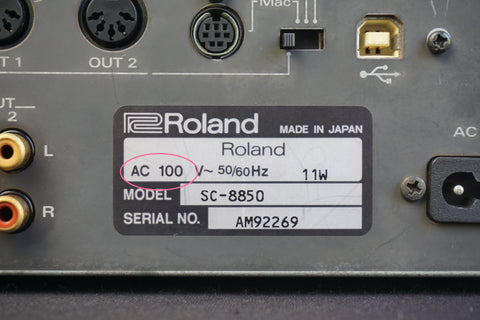 Mac
T 1
OUT 2
UT 2
L
R
AC
Roland MADE IN JAPAN
Roland
AC 100 V~ 50/60Hz 11W
MODEL SC-8850
SERIAL NO. AM92269